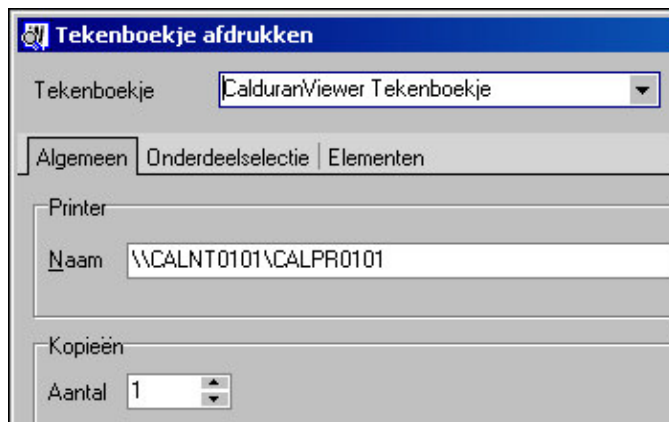 Tekenboekje afdrukken
Tekenboekje CalduranViewer Tekenboekje
Algemeen Onderdeelselectie Elementen
Printer
Naam \\CALNT0101\CALPR0101
Kopieën
Aantal 1